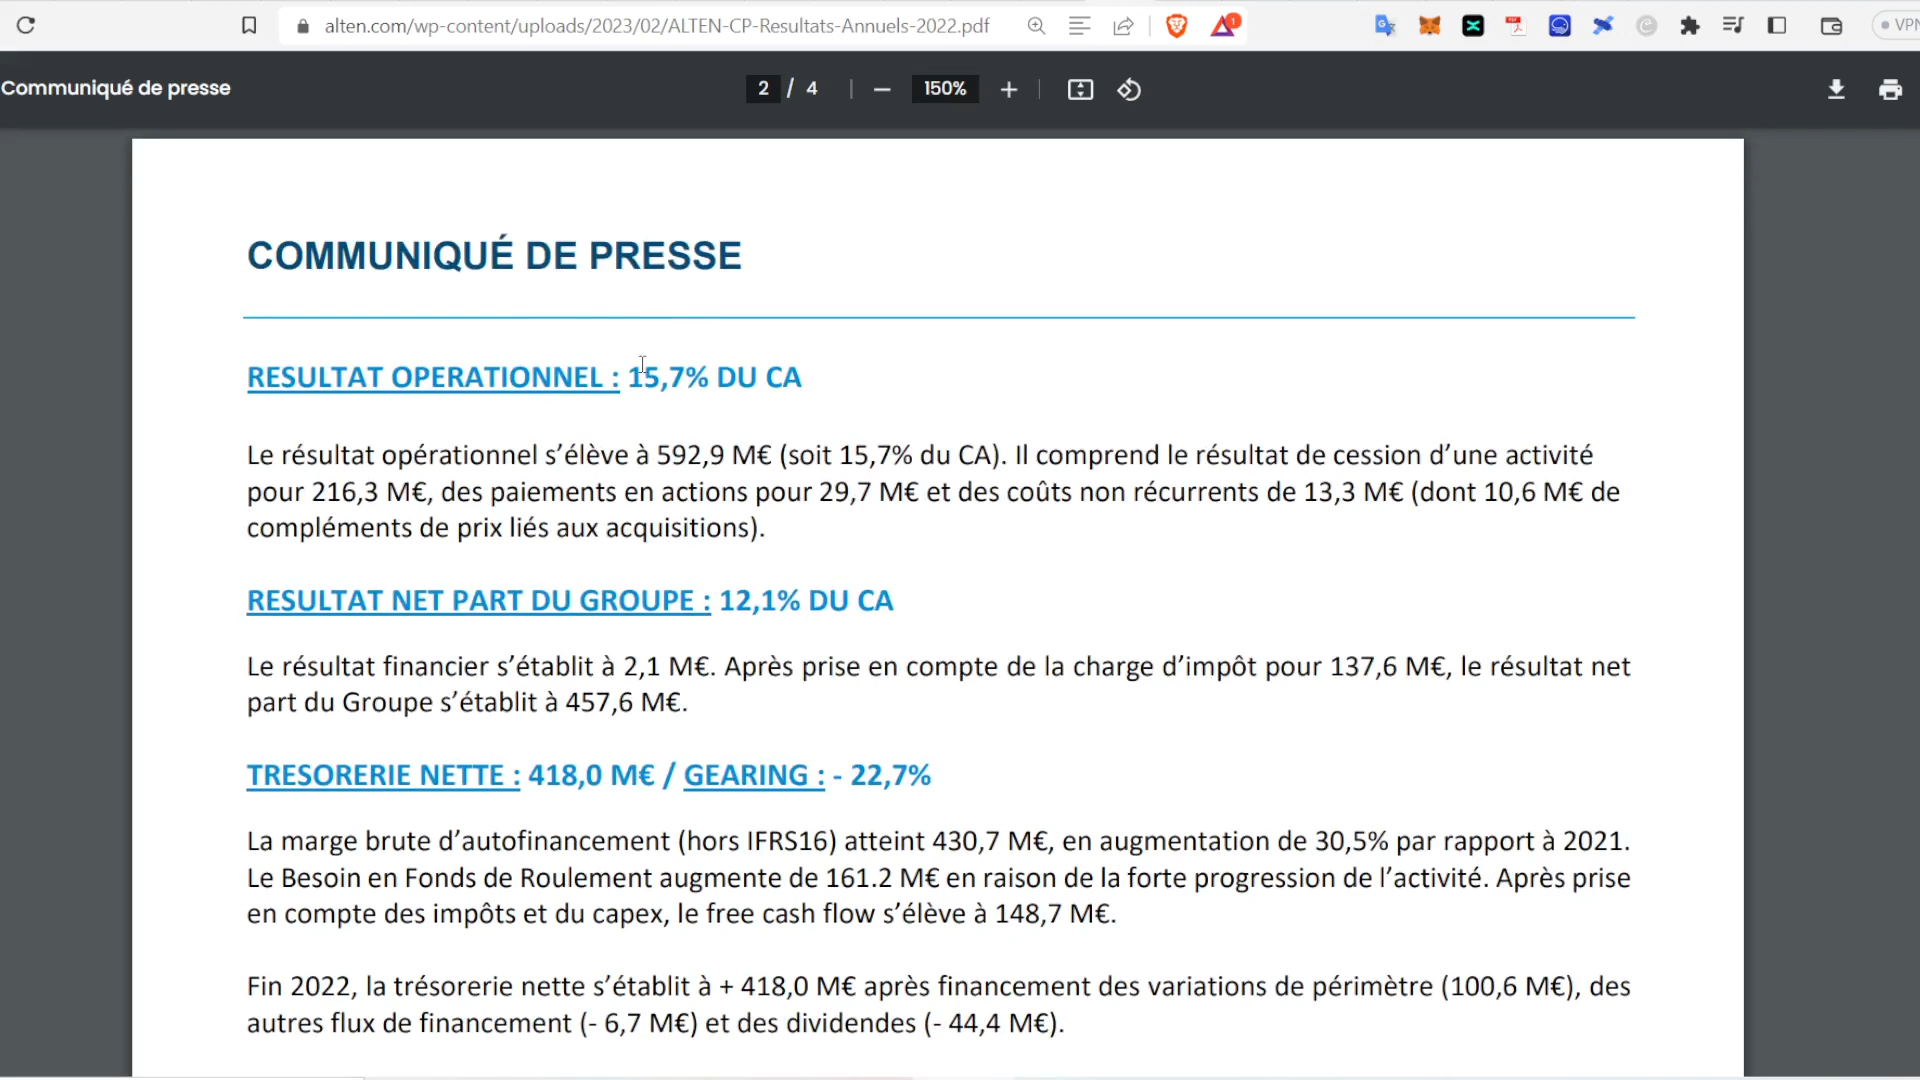 alten.com/wp-content/uploads/2023/02/ALTEN-CP-Resultats-Annuels-2022.pdf
1
VPN
Communiqué de presse
2 / 4
150%
COMMUNIQUÉ DE PRESSE
RESULTAT OPERATIONNEL : 15,7% DU CA
Le résultat opérationnel s’élève à 592,9 M€ (soit 15,7% du CA). Il comprend le résultat de cession d’une activité
pour 216,3 M€, des paiements en actions pour 29,7 M€ et des coûts non récurrents de 13,3 M€ (dont 10,6 M€ de
compléments de prix liés aux acquisitions).
RESULTAT NET PART DU GROUPE : 12,1% DU CA
Le résultat financier s’établit à 2,1 M€. Après prise en compte de la charge d’impôt pour 137,6 M€, le résultat net
part du Groupe s’établit à 457,6 M€.
TRESORERIE NETTE : 418,0 M€ / GEARING : - 22,7%
La marge brute d’autofinancement (hors IFRS16) atteint 430,7 M€, en augmentation de 30,5% par rapport à 2021.
Le Besoin en Fonds de Roulement augmente de 161.2 M€ en raison de la forte progression de l’activité. Après prise
en compte des impôts et du capex, le free cash flow s’élève à 148,7 M€.
Fin 2022, la trésorerie nette s’établit à + 418,0 M€ après financement des variations de périmètre (100,6 M€), des
autres flux de financement (- 6,7 M€) et des dividendes (- 44,4 M€).